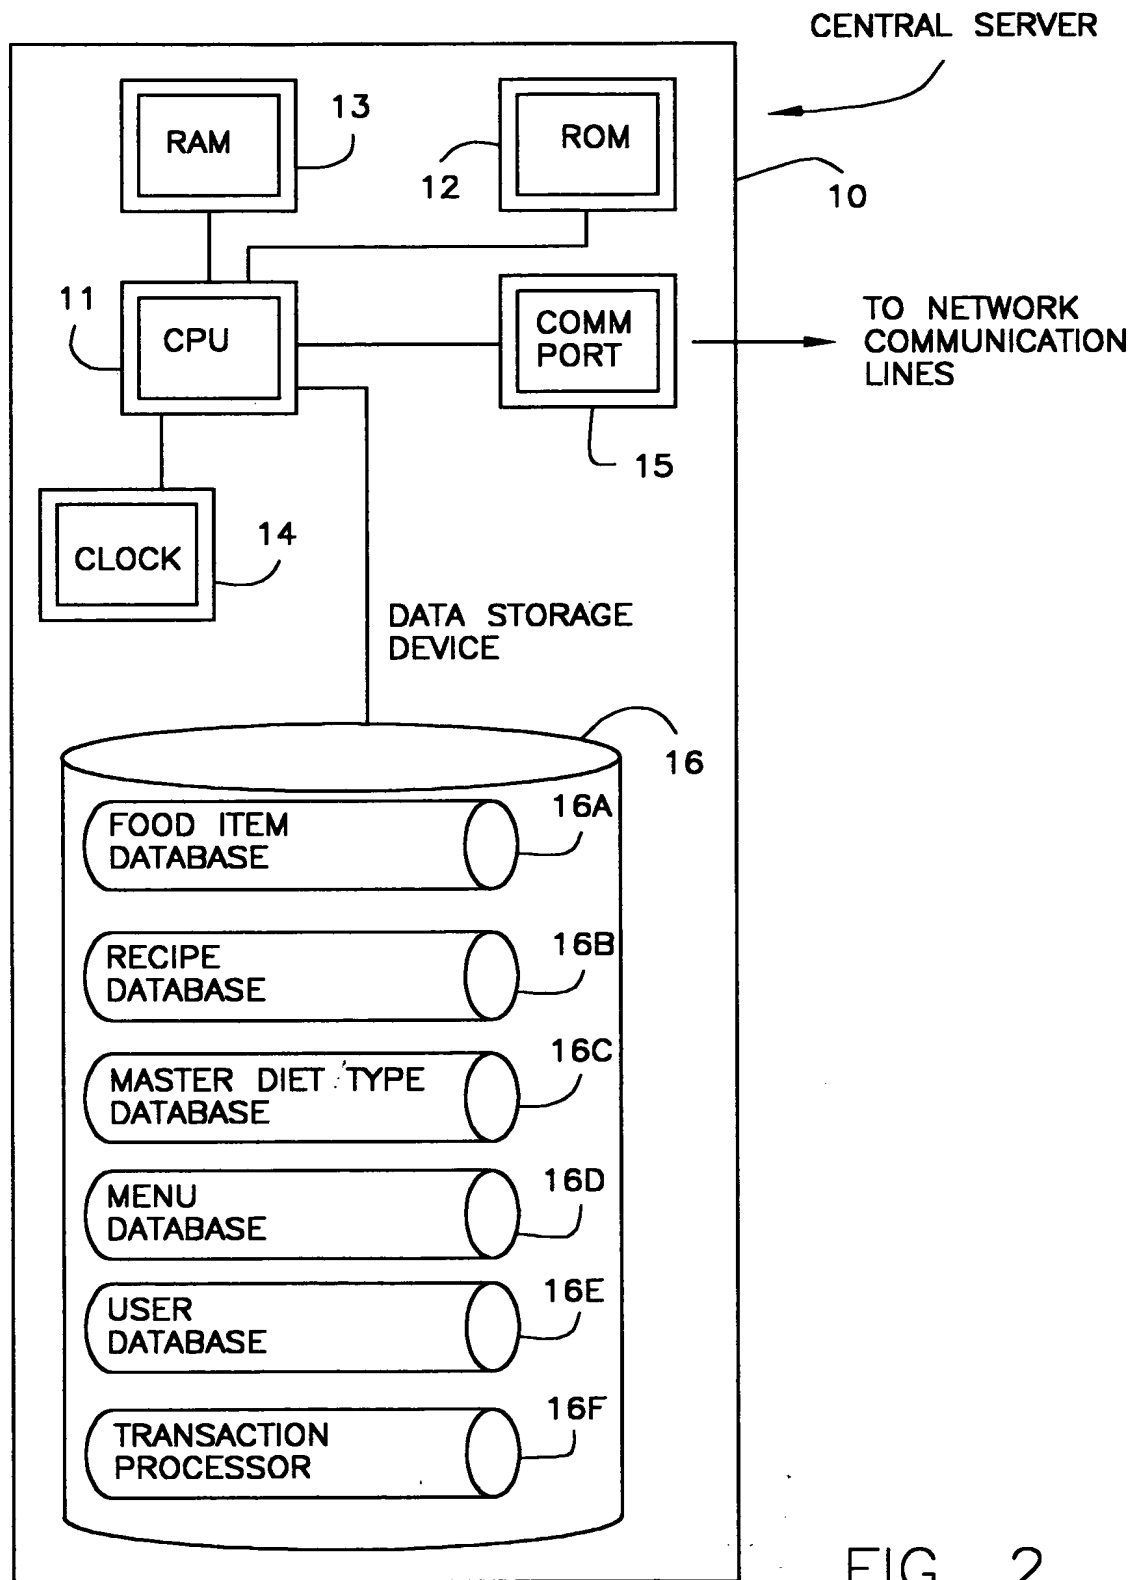 CENTRAL SERVER
10
RAM
13
ROM
12
11
CPU
COMM
PORT
15
TO NETWORK
COMMUNICATION
LINES
CLOCK
14
DATA STORAGE
DEVICE
16
FOOD ITEM
DATABASE
16A
RECIPE
DATABASE
16B
MASTER DIET TYPE
DATABASE
16C
MENU
DATABASE
16D
USER
DATABASE
16E
TRANSACTION
PROCESSOR
16F
FIG. 2